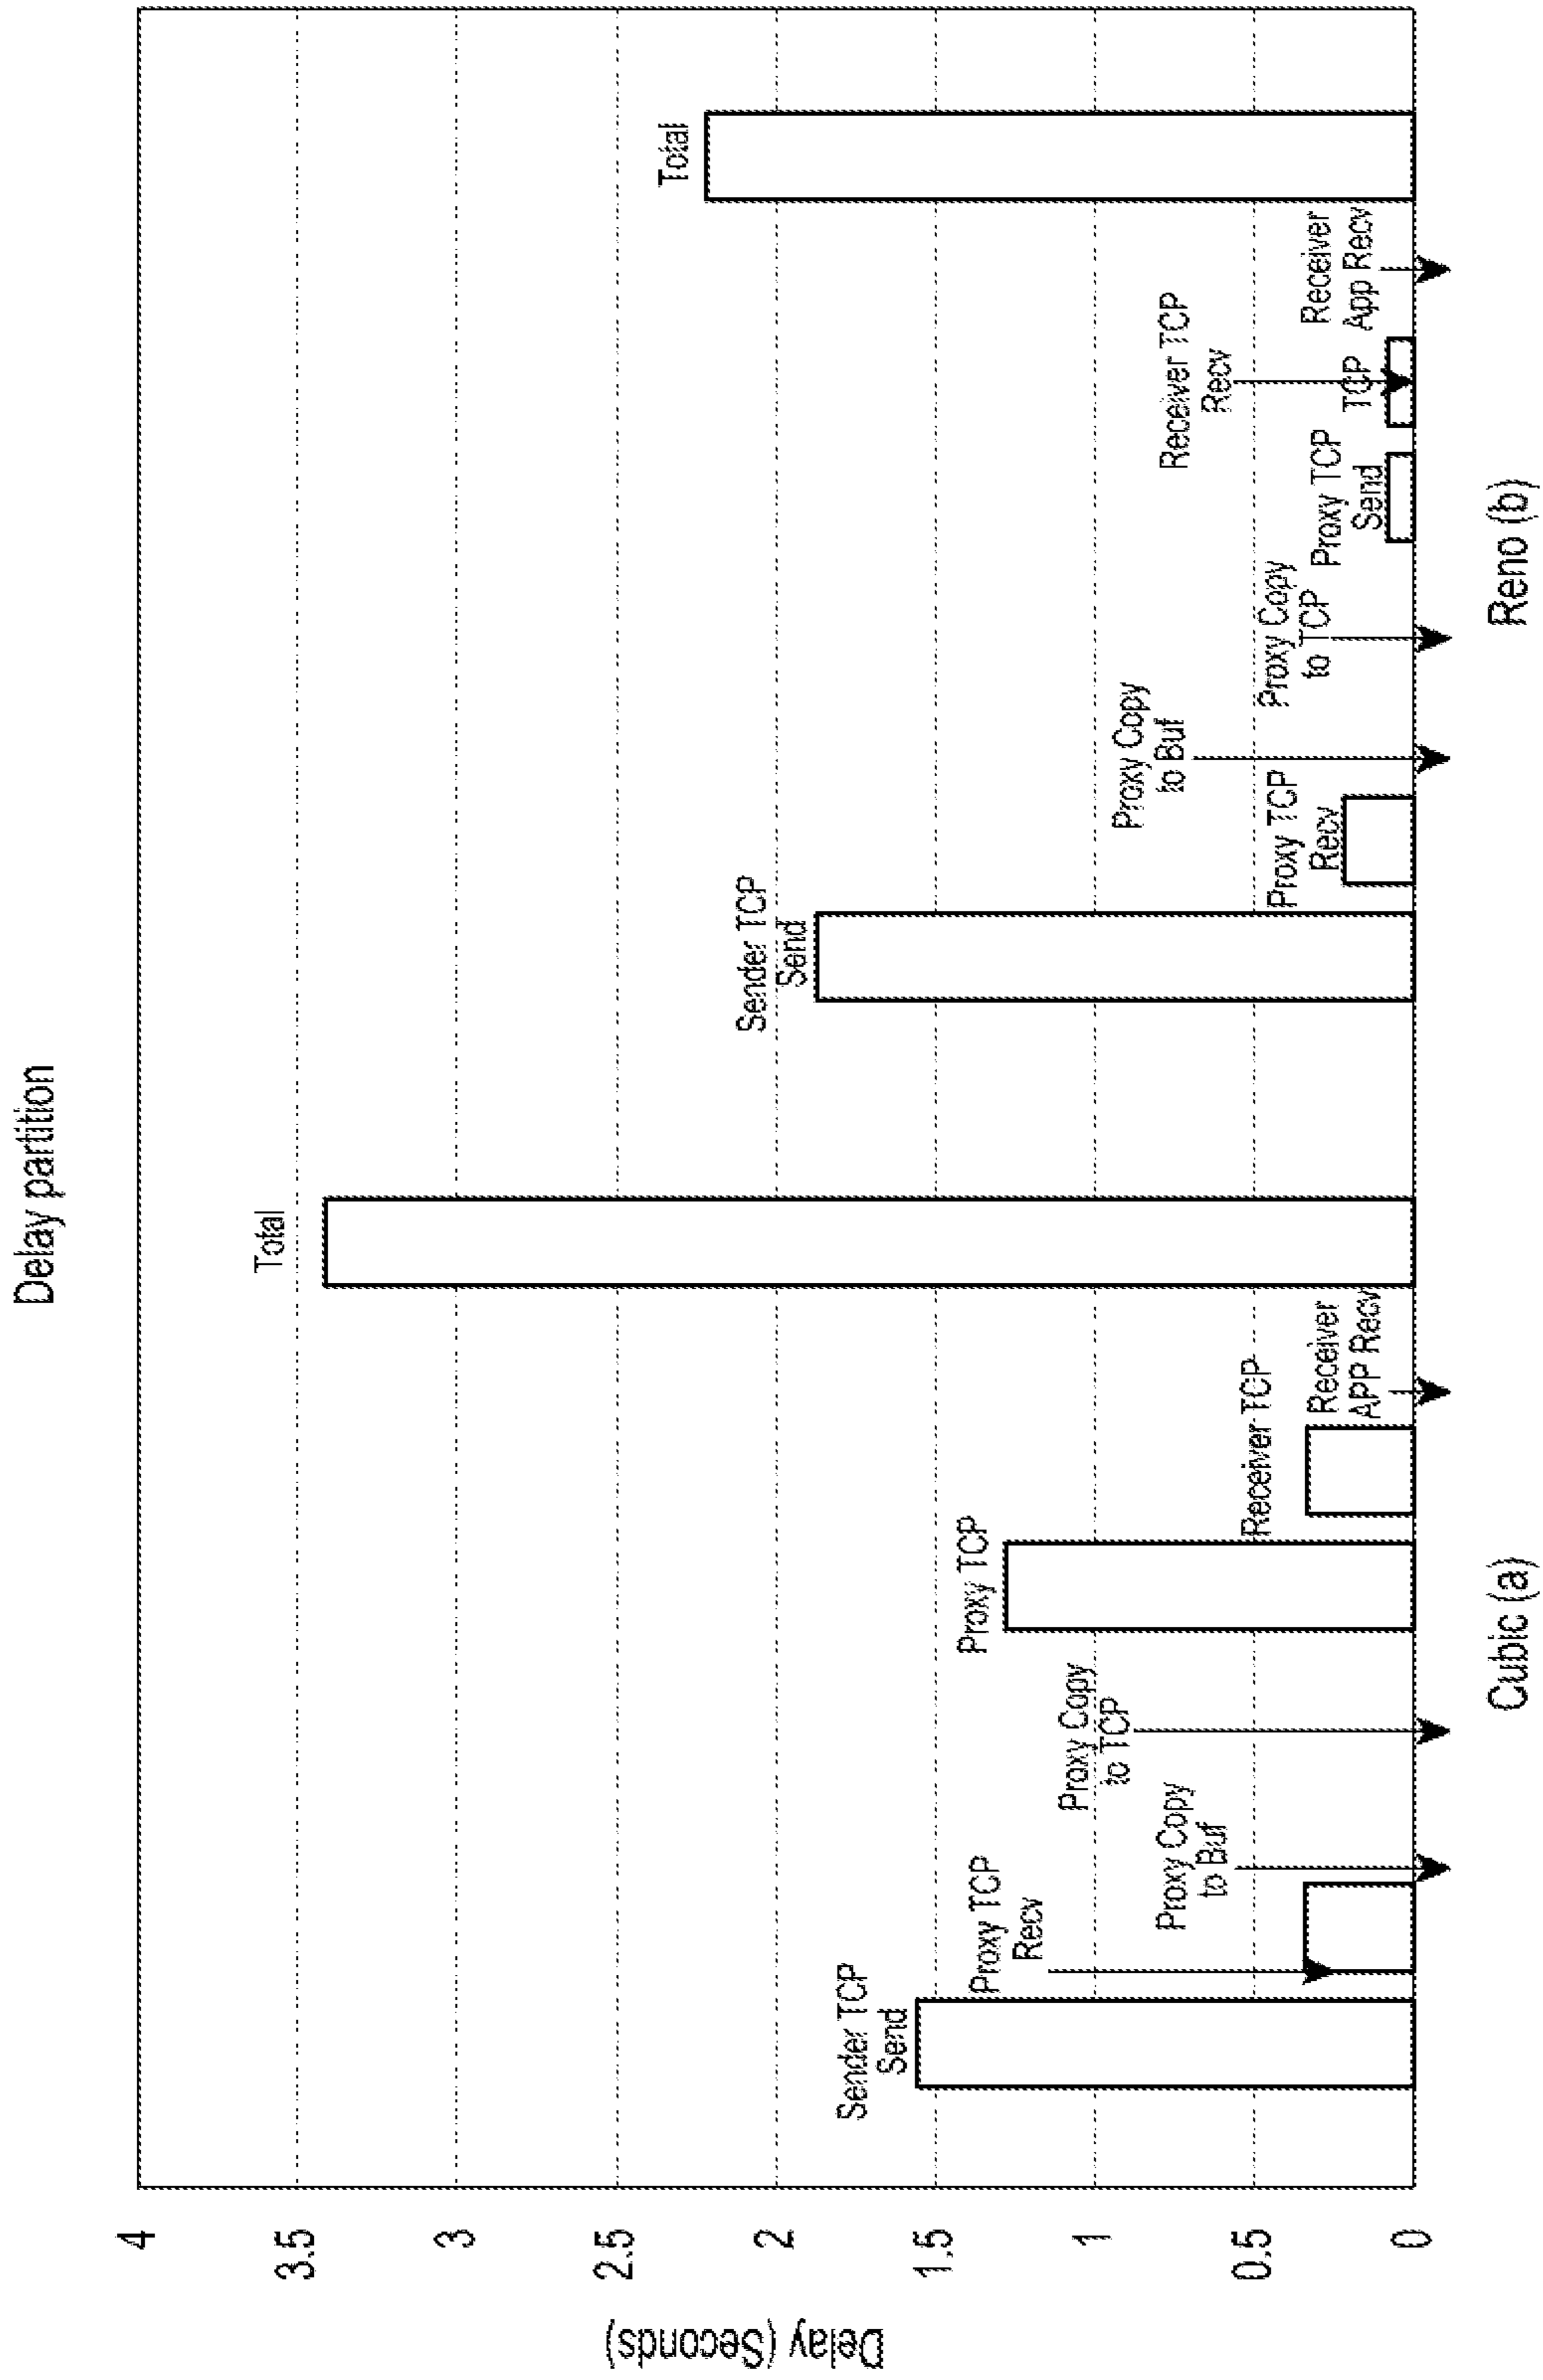 Delay partition
Delay (Seconds)
4
3.5
3
2.5
2
1.5
1
0.5
0
Sender TCP
Send
Proxy TCP
Recv
Proxy Copy
to Buf
Proxy Copy
to TCP
Proxy TCP
Receiver TCP
Receiver
APP Recv
Total
Sender TCP
Send
Proxy TCP
Recv
Proxy Copy
to Buf
Proxy Copy
to TCP
Proxy TCP
Send
Receiver TCP
Recv
TCP
Receiver
App Recv
Total
Cubic (a)
Reno (b)